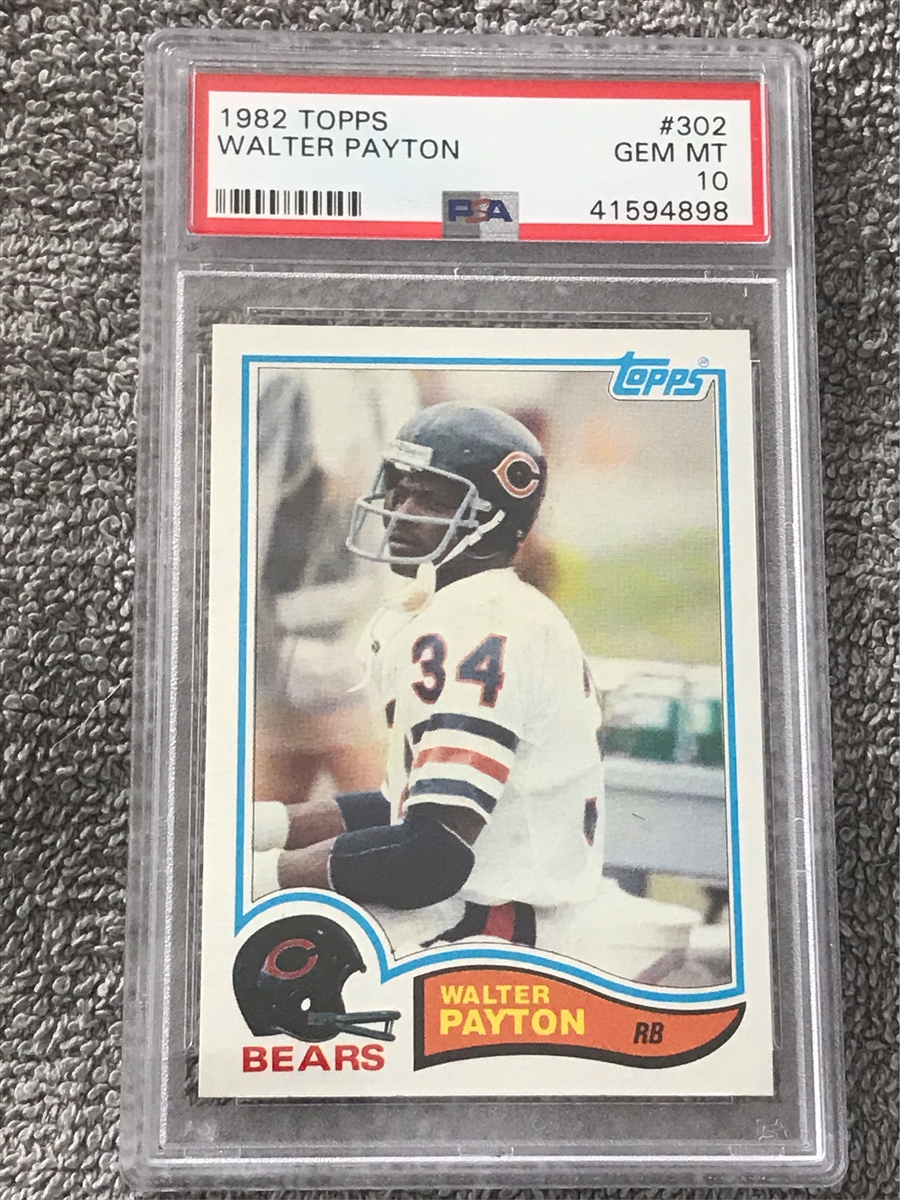 1982 TOPPS #302
WALTER PAYTON GEM MT
10
PSA 41594898
topps
34
C
WALTER
PAYTON RB
BEARS